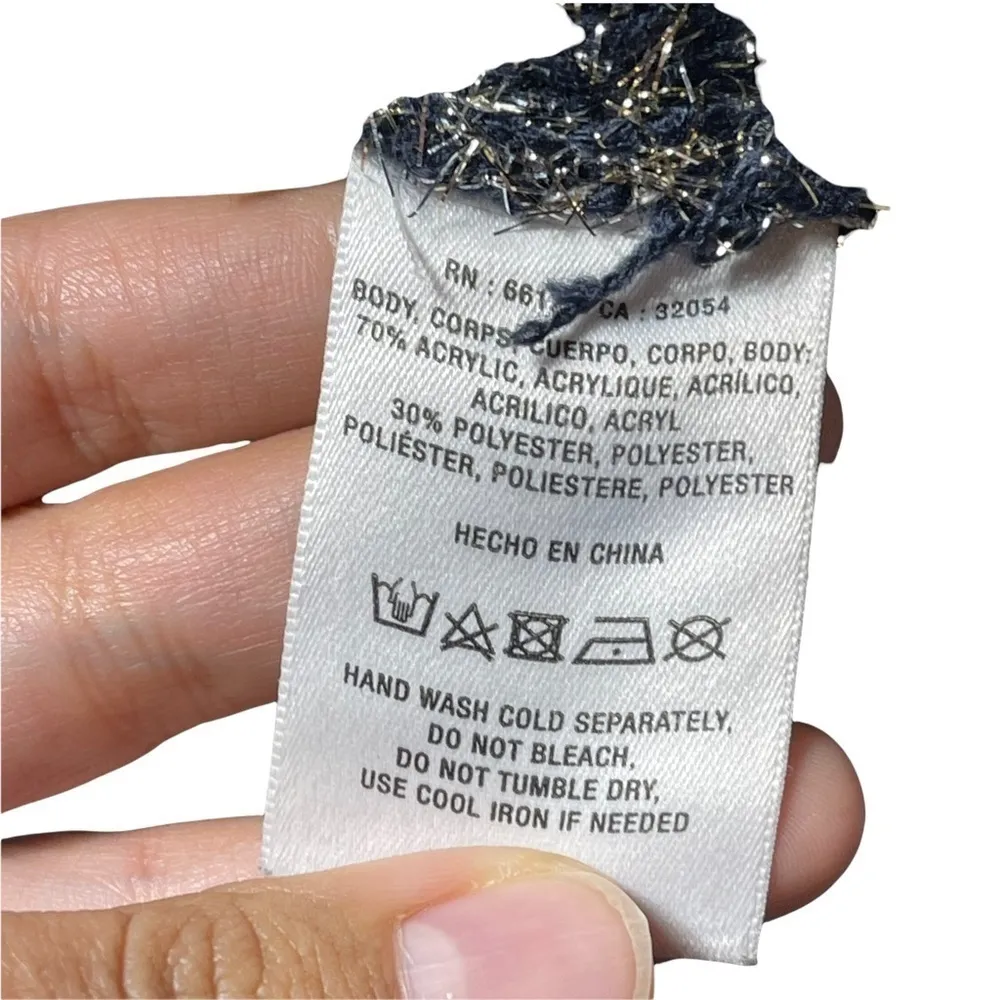 RN : 661 CA : 32054
BODY, CORPS, CUERPO, CORPO, BODY:
70% ACRYLIC, ACRYLIQUE, ACRÍLICO,
ACRILICO, ACRYL
30% POLYESTER, POLYESTER,
POLIÉSTER, POLIESTERE, POLYESTER
HECHO EN CHINA
HAND WASH COLD SEPARATELY,
DO NOT BLEACH,
DO NOT TUMBLE DRY,
USE COOL IRON IF NEEDED